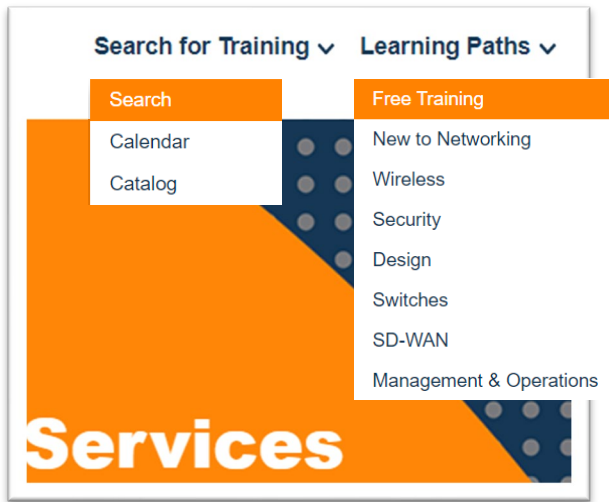 Search for Training
Search
Calendar
Catalog
Learning Paths
Free Training
New to Networking
Wireless
Security
Design
Switches
SD-WAN
Management & Operations
Services